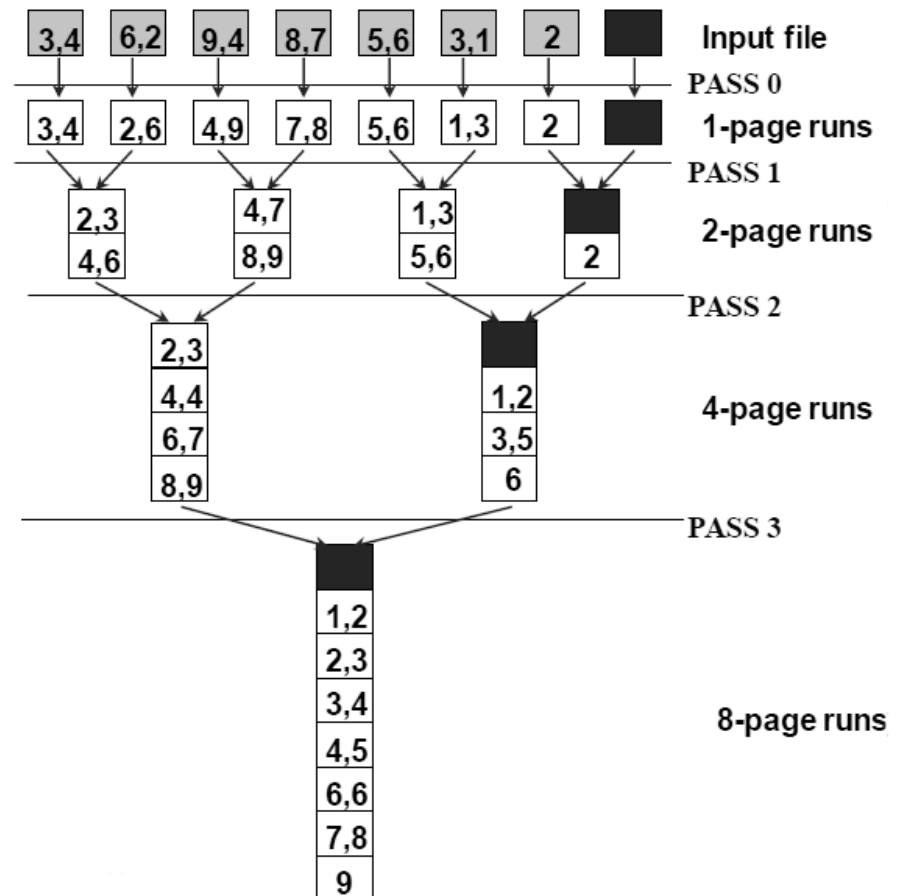 3,4 6,2 9,4 8,7 5,6 3,1 2 Input file
PASS 0
3,4 2,6 4,9 7,8 5,6 1,3 2 1-page runs
PASS 1
2,3 4,7 1,3
2-page runs
4,6 8,9 5,6 2
PASS 2
2,3
4,4 1,2
4-page runs
6,7 3,5
8,9 6
PASS 3
1,2
2,3
3,4
8-page runs
4,5
6,6
7,8
9